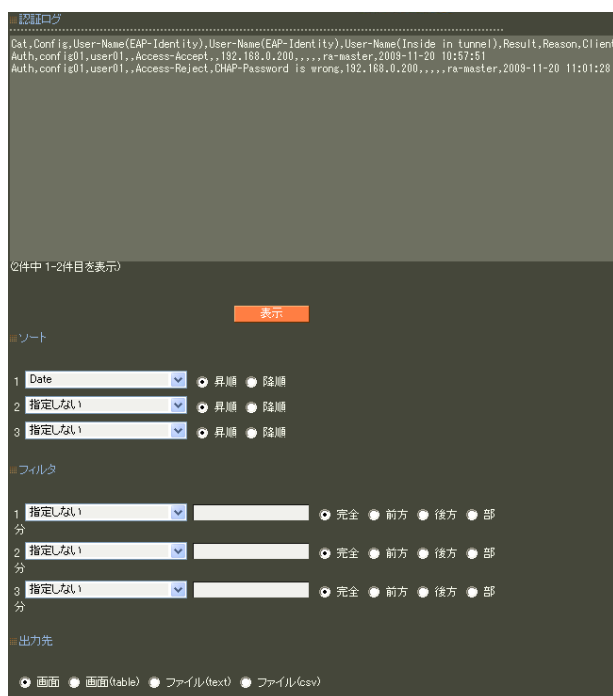 認証ログ
Cat,Config,User-Name(EAP-Identity),User-Name(EAP-Identity),User-Name(Inside in tunnel),Result,Reason,Client
Auth,config01,user01,,Access-Accept,,192.168.0.200,,,,,ra-master,2009-11-20 10:57:51
Auth,config01,user01,,Access-Reject,CHAP-Password is wrong,192.168.0.200,,,,,ra-master,2009-11-20 11:01:28
(2件中 1-2件目を表示)
表示
ソート
1 Date 昇順 降順
2 指定しない 昇順 降順
3 指定しない 昇順 降順
フィルタ
1 指定しない 完全 前方 後方 部
分
2 指定しない 完全 前方 後方 部
分
3 指定しない 完全 前方 後方 部
分
出力先
画面 画面(table) ファイル(text) ファイル(csv)